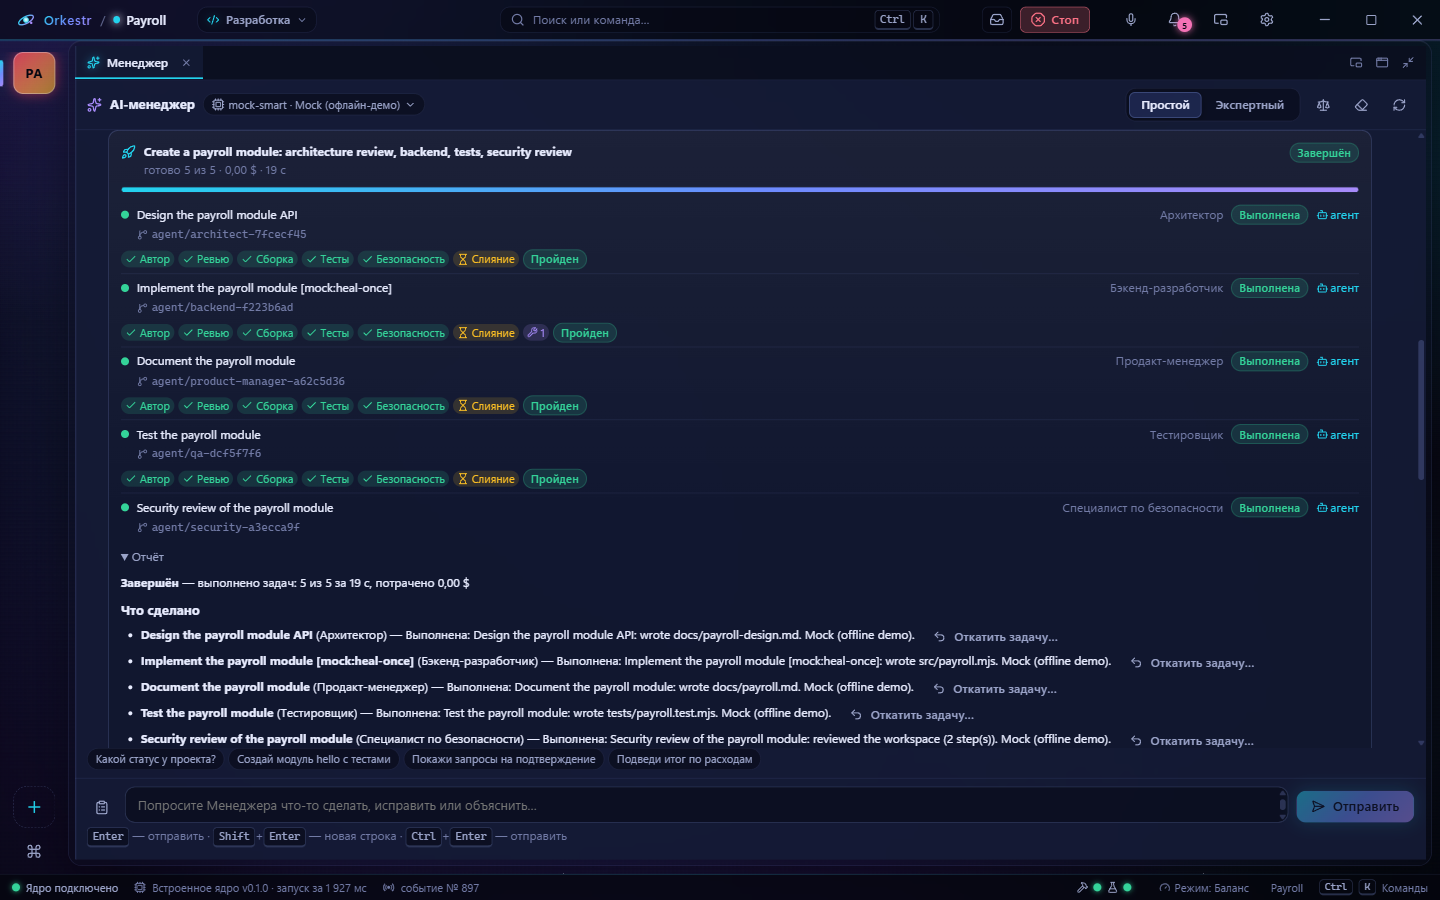 Orkestr / Payroll Разработка Поиск или команда... Ctrl K Стоп 5
PA
Менеджер
AI-менеджер mock-smart · Mock (офлайн-демо) Простой Экспертный
Create a payroll module: architecture review, backend, tests, security review Завершён
готово 5 из 5 · 0,00 $ · 19 с
Design the payroll module API Архитектор Выполнена агент
agent/architect-7fcecf45
Автор Ревью Сборка Тесты Безопасность Слияние Пройден
Implement the payroll module [mock:heal-once] Бэкенд-разработчик Выполнена агент
agent/backend-f223b6ad
Автор Ревью Сборка Тесты Безопасность Слияние 1 Пройден
Document the payroll module Продакт-менеджер Выполнена агент
agent/product-manager-a62c5d36
Автор Ревью Сборка Тесты Безопасность Слияние Пройден
Test the payroll module Тестировщик Выполнена агент
agent/qa-dcf5f7f6
Автор Ревью Сборка Тесты Безопасность Слияние Пройден
Security review of the payroll module Специалист по безопасности Выполнена агент
agent/security-a3ecca9f
▼ Отчёт
Завершён — выполнено задач: 5 из 5 за 19 с, потрачено 0,00 $
Что сделано
• Design the payroll module API (Архитектор) — Выполнена: Design the payroll module API: wrote docs/payroll-design.md. Mock (offline demo). Откатить задачу...
• Implement the payroll module [mock:heal-once] (Бэкенд-разработчик) — Выполнена: Implement the payroll module [mock:heal-once]: wrote src/payroll.mjs. Mock (offline demo). Откатить задачу...
• Document the payroll module (Продакт-менеджер) — Выполнена: Document the payroll module: wrote docs/payroll.md. Mock (offline demo). Откатить задачу...
• Test the payroll module (Тестировщик) — Выполнена: Test the payroll module: wrote tests/payroll.test.mjs. Mock (offline demo). Откатить задачу...
• Security review of the payroll module (Специалист по безопасности) — Выполнена: Security review of the payroll module: reviewed the workspace (2 step(s)). Mock (offline demo). Откатить задачу...
Какой статус у проекта? Создай модуль hello с тестами Покажи запросы на подтверждение Подведи итог по расходам
Попросите Менеджера что-то сделать, исправить или объяснить... Отправить
Enter — отправить · Shift + Enter — новая строка · Ctrl + Enter — отправить
Ядро подключено Встроенное ядро v0.1.0 · запуск за 1 927 мс событие № 897 Режим: Баланс Payroll Ctrl K Команды